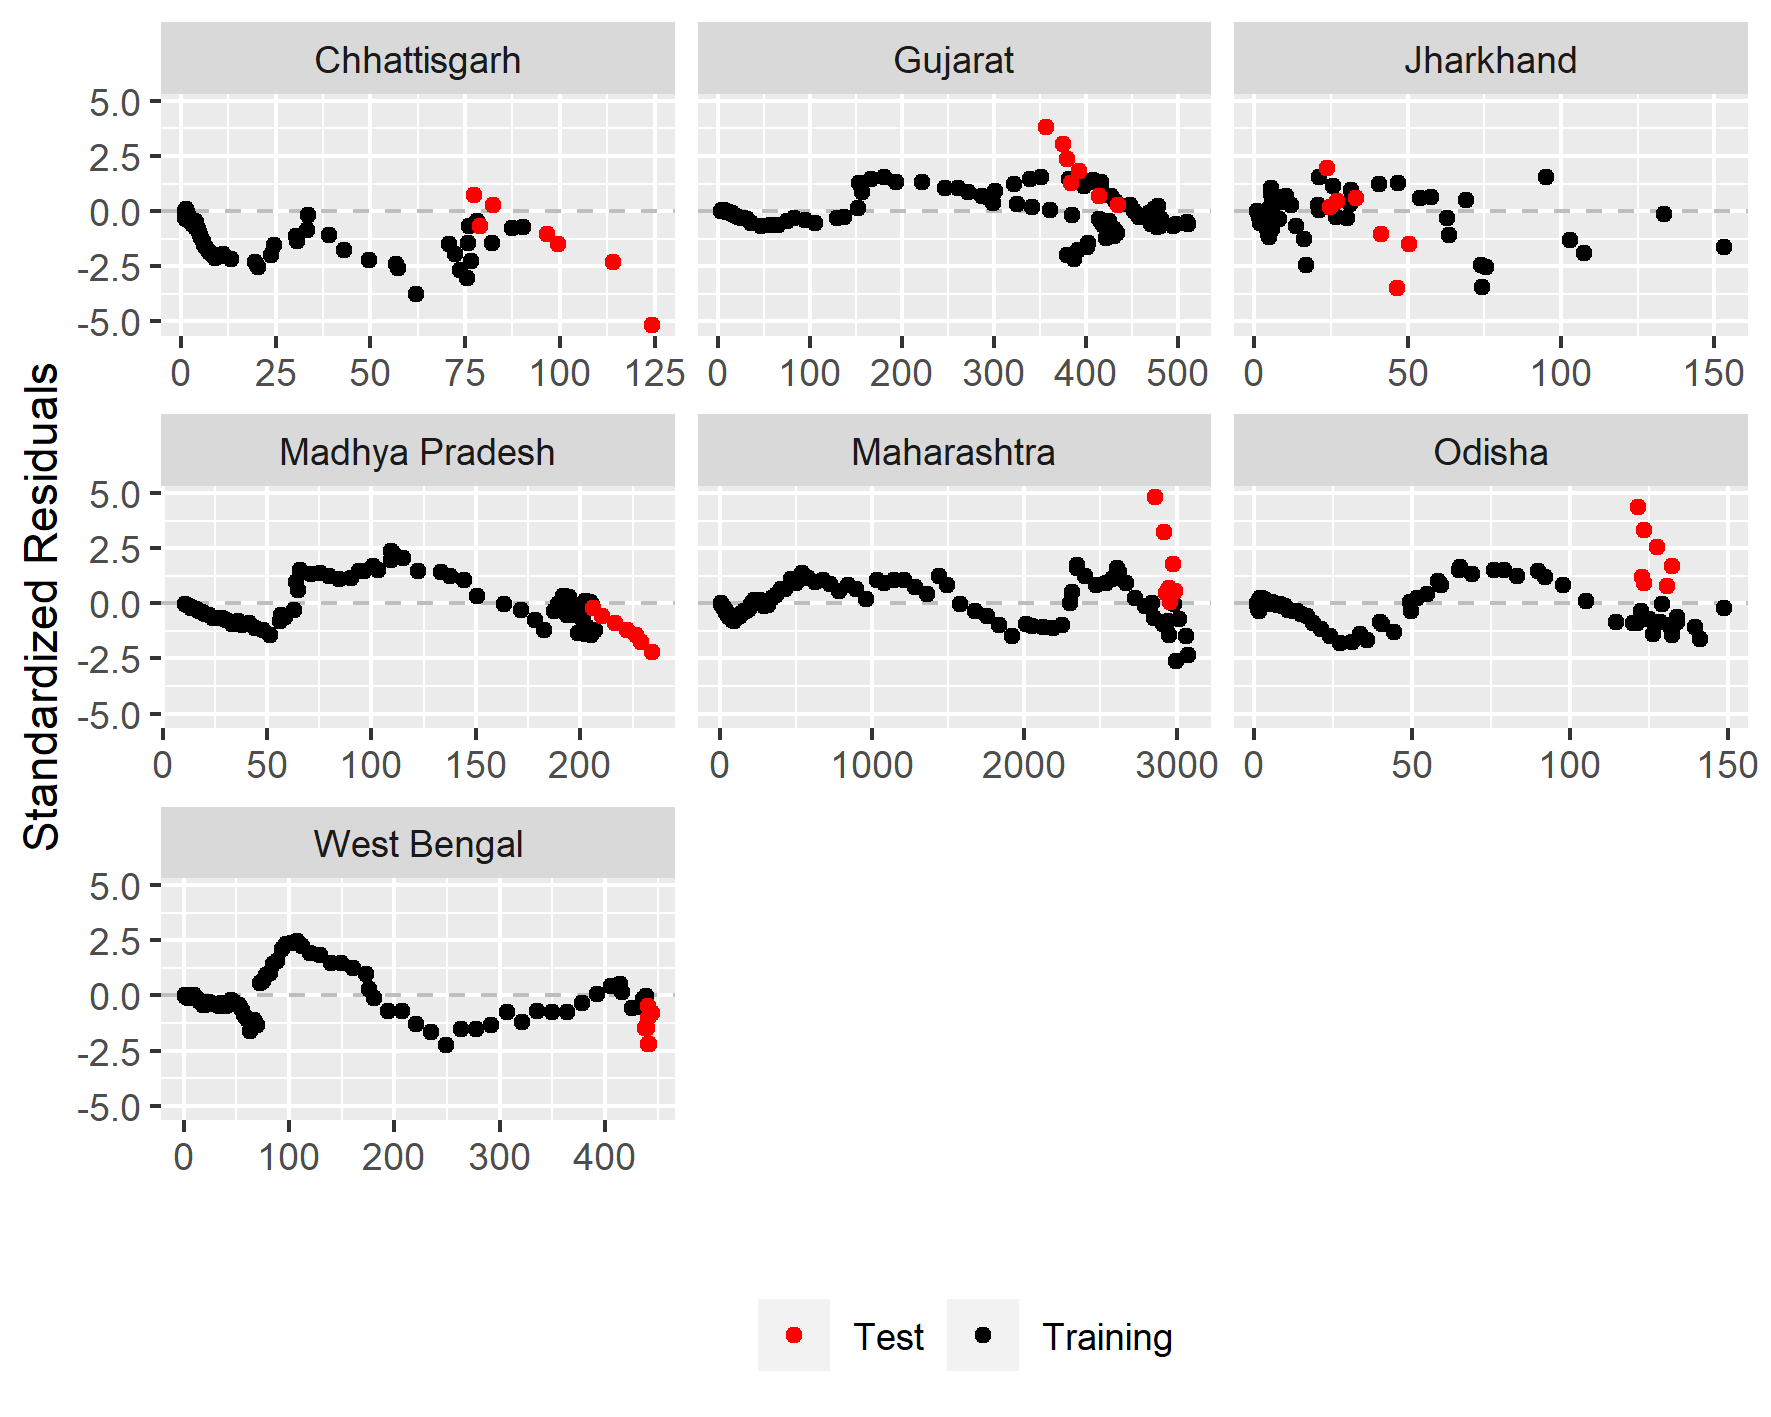 Chhattisgarh Gujarat Jharkhand
5.0
2.5
0.0
-2.5
-5.0
0 25 50 75 100 125 0 100 200 300 400 500 0 50 100 150
Madhya Pradesh Maharashtra Odisha
5.0
2.5
0.0
-2.5
-5.0
0 50 100 150 200 0 1000 2000 3000 0 50 100 150
West Bengal
5.0
2.5
0.0
-2.5
-5.0
0 100 200 300 400
Standardized Residuals
Test Training